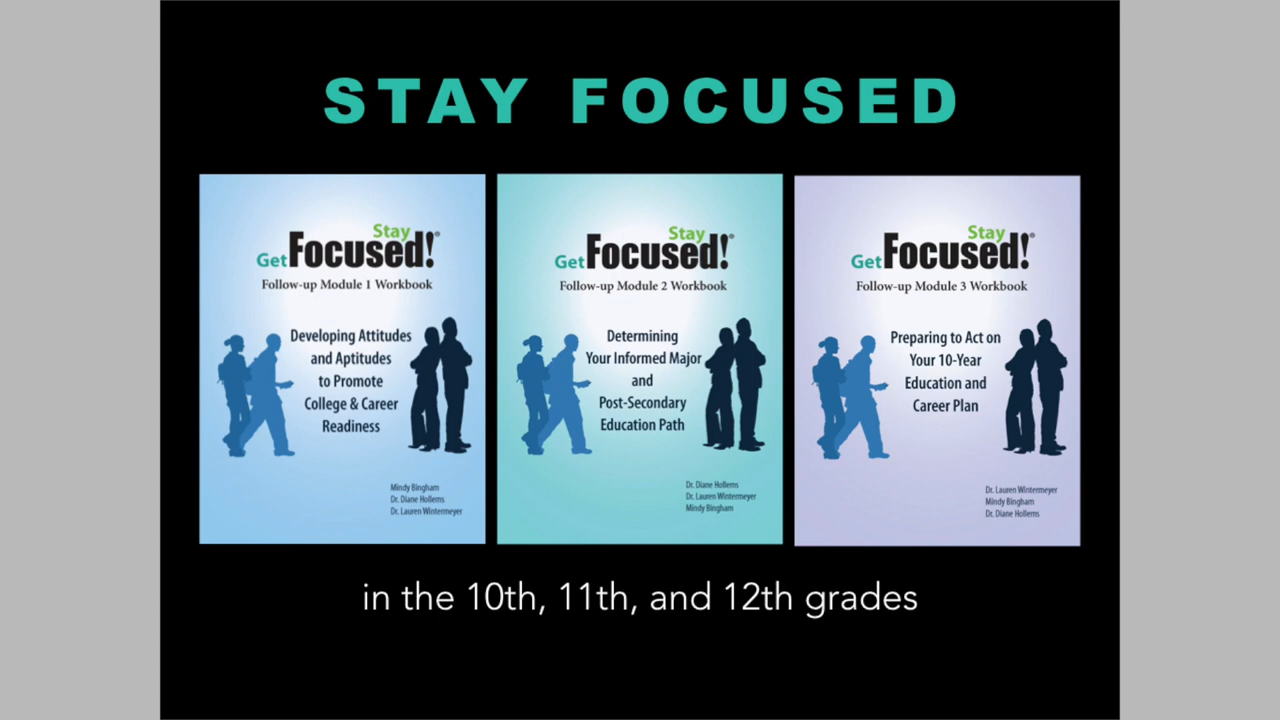 STAY FOCUSED
Stay
Get Focused!®
Follow-up Module 1 Workbook
Developing Attitudes
and Aptitudes
to Promote
College & Career
Readiness
Mindy Bingham
Dr. Diane Hollems
Dr. Lauren Wintermeyer
Stay
Get Focused!®
Follow-up Module 2 Workbook
Determining
Your Informed Major
and
Post-Secondary
Education Path
Dr. Diane Hollems
Dr. Lauren Wintermeyer
Mindy Bingham
Stay
Get Focused!®
Follow-up Module 3 Workbook
Preparing to Act on
Your 10-Year
Education and
Career Plan
Dr. Lauren Wintermeyer
Mindy Bingham
Dr. Diane Hollems
in the 10th, 11th, and 12th grades